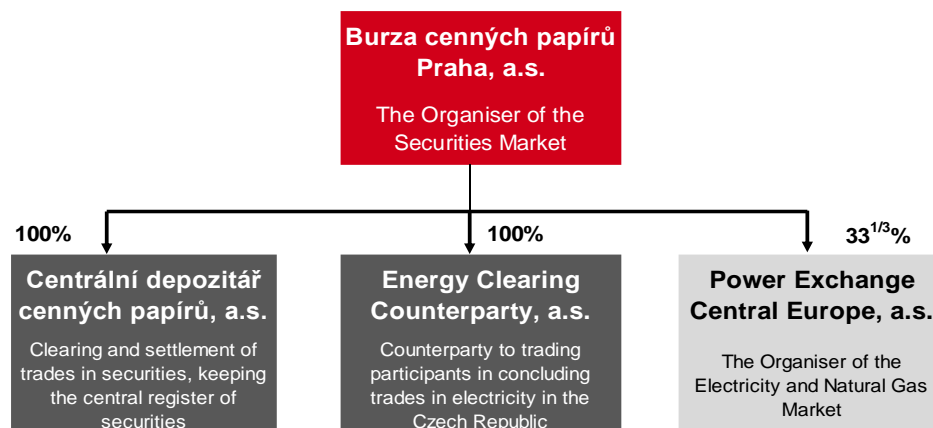 Burza cenných papírů
Praha, a.s.
The Organiser of the
Securities Market
100%
100%
33^1/3%
Centrální depozitář
cenných papírů, a.s.
Clearing and settlement of
trades in securities, keeping
the central register of
securities
Energy Clearing
Counterparty, a.s.
Counterparty to trading
participants in concluding
trades in electricity in the
Czech Republic
Power Exchange
Central Europe, a.s.
The Organiser of the
Electricity and Natural Gas
Market